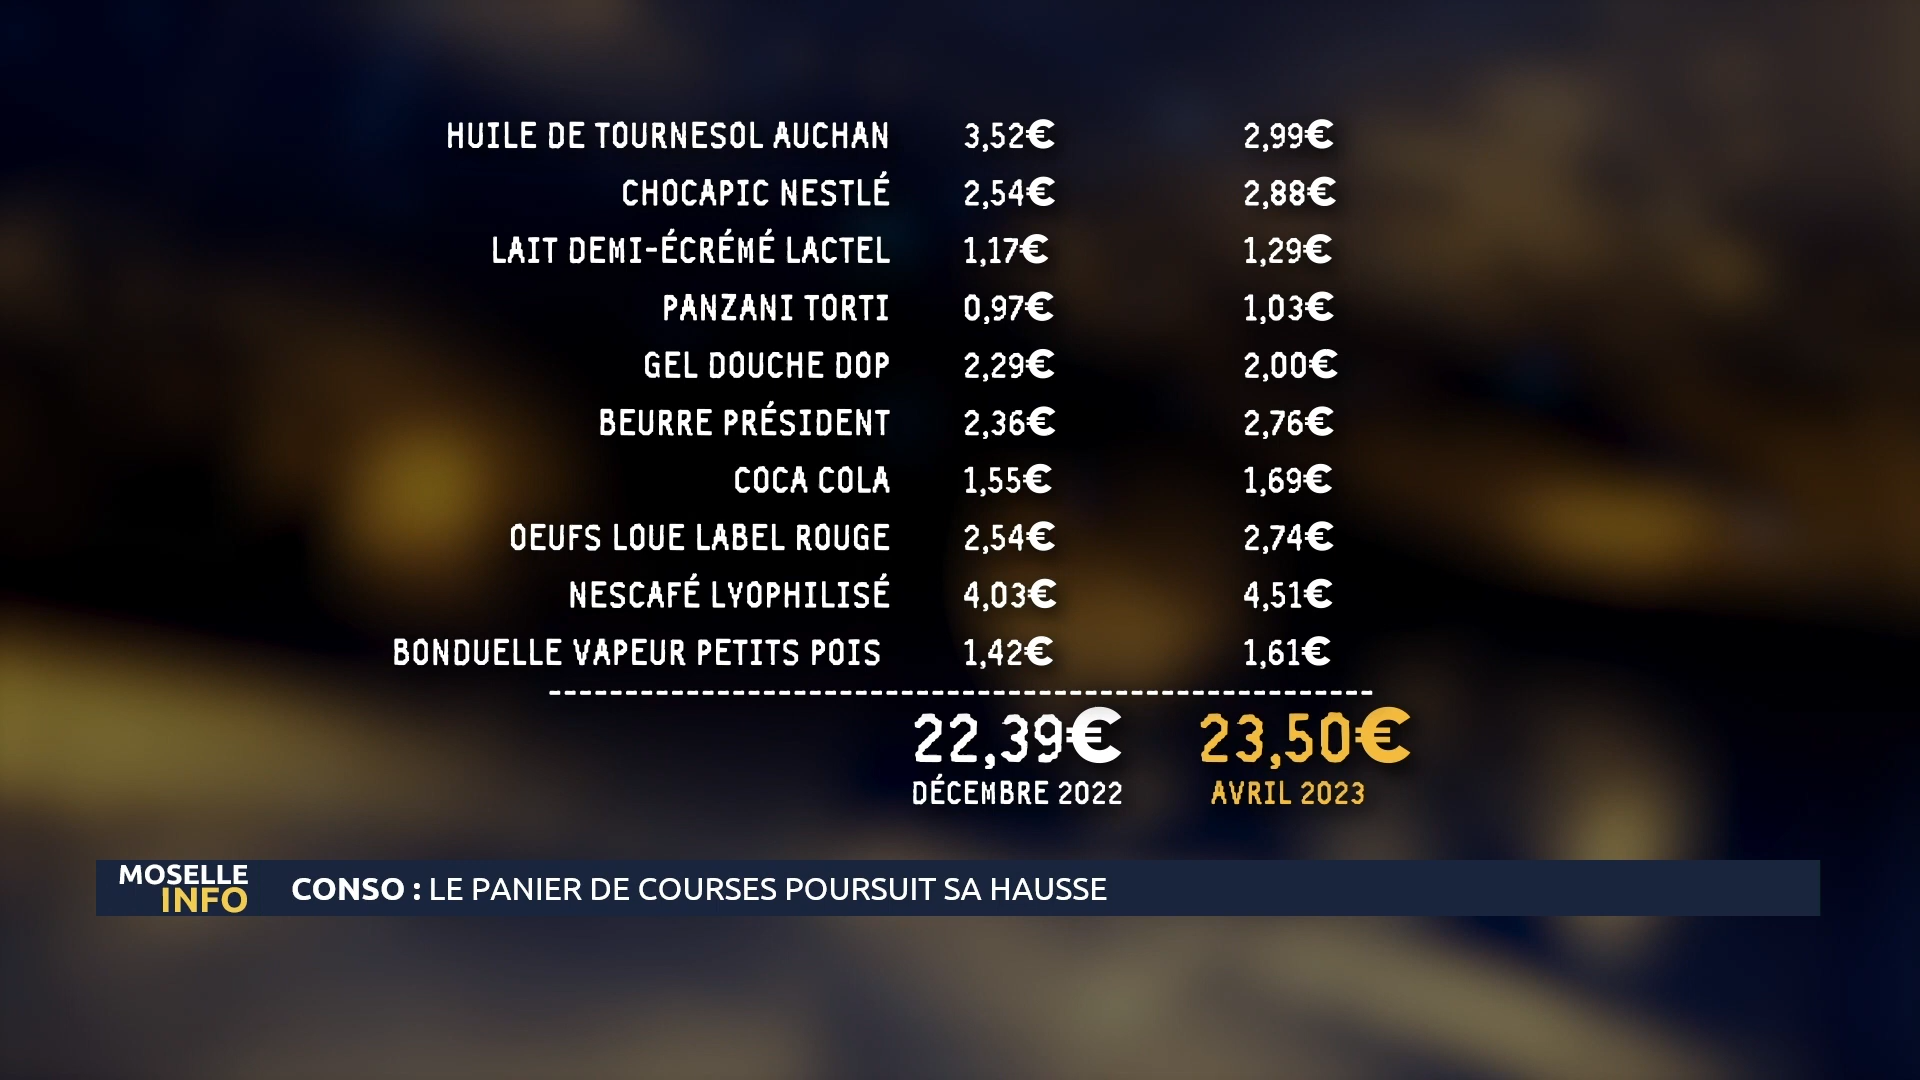 HUILE DE TOURNESOL AUCHAN 3,52€ 2,99€
CHOCAPIC NESTLÉ 2,54€ 2,88€
LAIT DEMI-ÉCRÉMÉ LACTEL 1,17€ 1,29€
PANZANI TORTI 0,97€ 1,03€
GEL DOUCHE DOP 2,29€ 2,00€
BEURRE PRÉSIDENT 2,36€ 2,76€
COCA COLA 1,55€ 1,69€
OEUFS LOUE LABEL ROUGE 2,54€ 2,74€
NESCAFÉ LYOPHILISÉ 4,03€ 4,51€
BONDUELLE VAPEUR PETITS POIS 1,42€ 1,61€
22,39€ 23,50€
DÉCEMBRE 2022 AVRIL 2023
MOSELLE
INFO
CONSO : LE PANIER DE COURSES POURSUIT SA HAUSSE